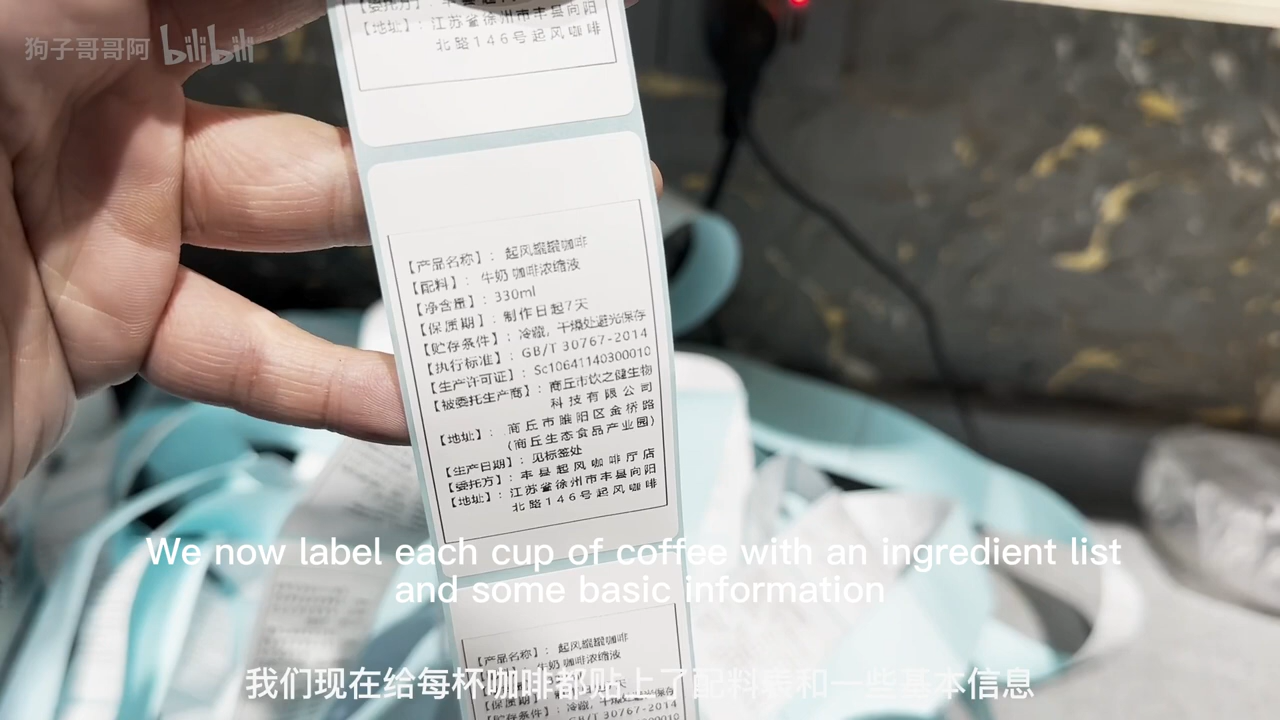 狗子哥哥阿 bilibili
【地址】：江苏省徐州市丰县向阳
北路146号起风咖啡
【产品名称】：起风罐罐咖啡
【配料】：牛奶 咖啡浓缩液
【净含量】：330ml
【保质期】：制作日起7天
【贮存条件】：冷藏，干燥处避光保存
【执行标准】：GB/T 30767-2014
【生产许可证】：Sc10641140300010
【被委托生产商】：商丘市饮之健生物
科技有限公司
【地址】：商丘市睢阳区金桥路
（商丘生态食品产业园）
【生产日期】：见标签处
【委托方】：丰县起风咖啡厅店
【地址】：江苏省徐州市丰县向阳
北路146号起风咖啡
We now label each cup of coffee with an ingredient list
and some basic information
【产品名称】：起风罐罐咖啡
牛奶 咖啡浓缩液
我们现在给每杯咖啡都贴上了配料表和一些基本信息
GB/T 30767-2014